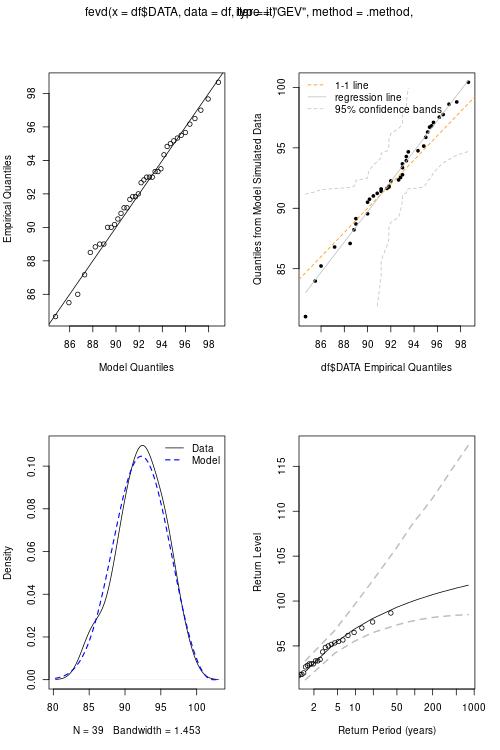 fevd(x = df$DATA, data = df, type = "GEV", method = .method,
98
96
94
92
90
88
86
Empirical Quantiles
86 88 90 92 94 96 98
Model Quantiles
1-1 line
regression line
95% confidence bands
100
95
90
85
Quantiles from Model Simulated Data
86 88 90 92 94 96 98
df$DATA Empirical Quantiles
Data
Model
0.10
0.08
0.06
0.04
0.02
0.00
Density
80 85 90 95 100
N = 39 Bandwidth = 1.453
115
110
105
100
95
Return Level
2 5 10 50 200 1000
Return Period (years)